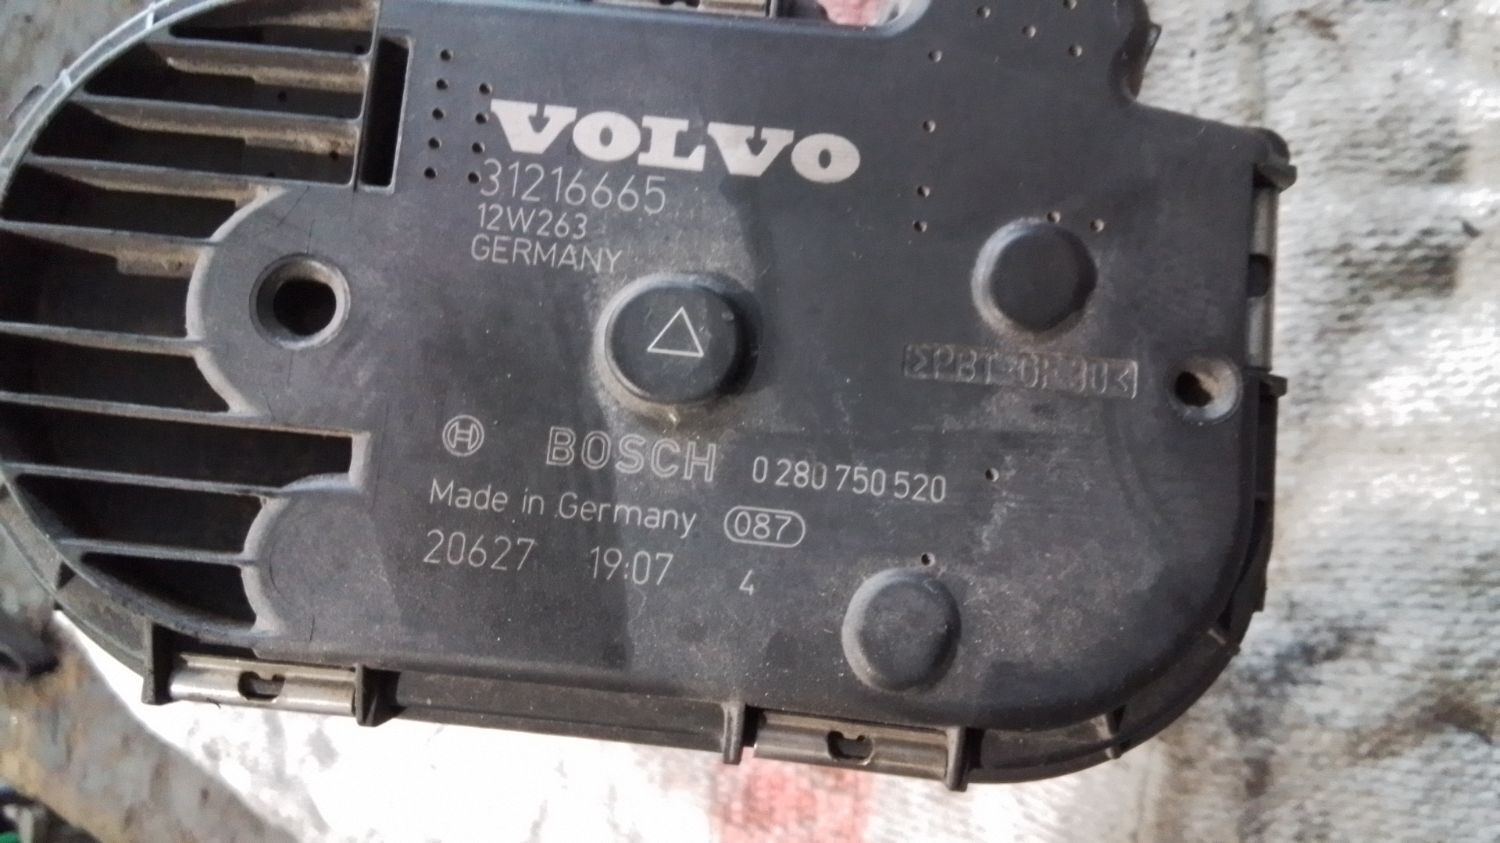 VOLVO
31216665
12W263
GERMANY
BOSCH 0 280 750 520
Made in Germany 087
20627 19:07 4